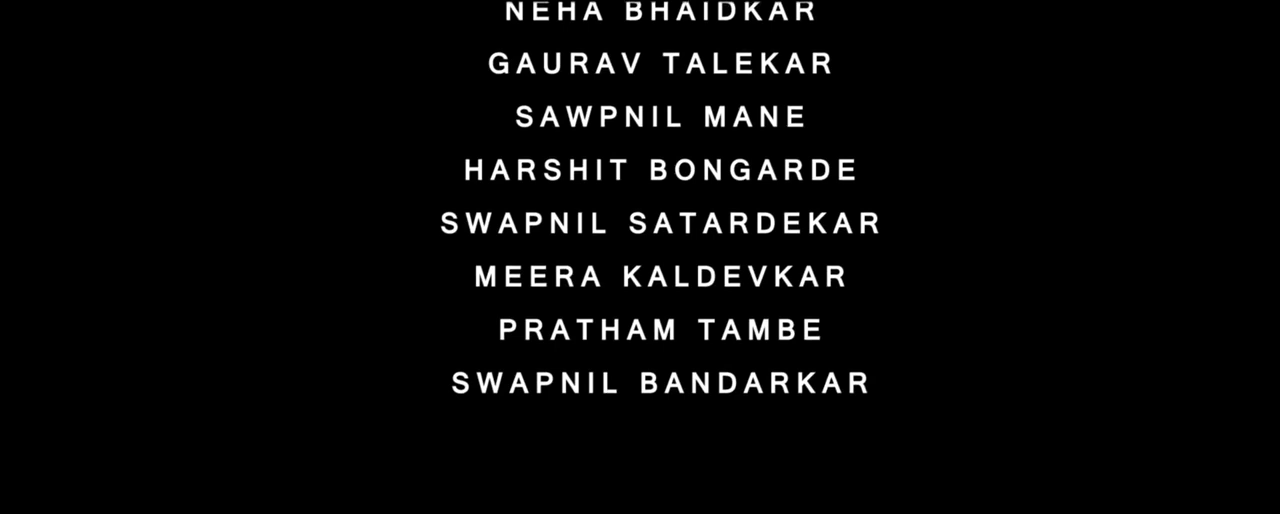 NEHA BHAIDKAR
GAURAV TALEKAR
SAWPNIL MANE
HARSHIT BONGARDE
SWAPNIL SATARDEKAR
MEERA KALDEVKAR
PRATHAM TAMBE
SWAPNIL BANDARKAR